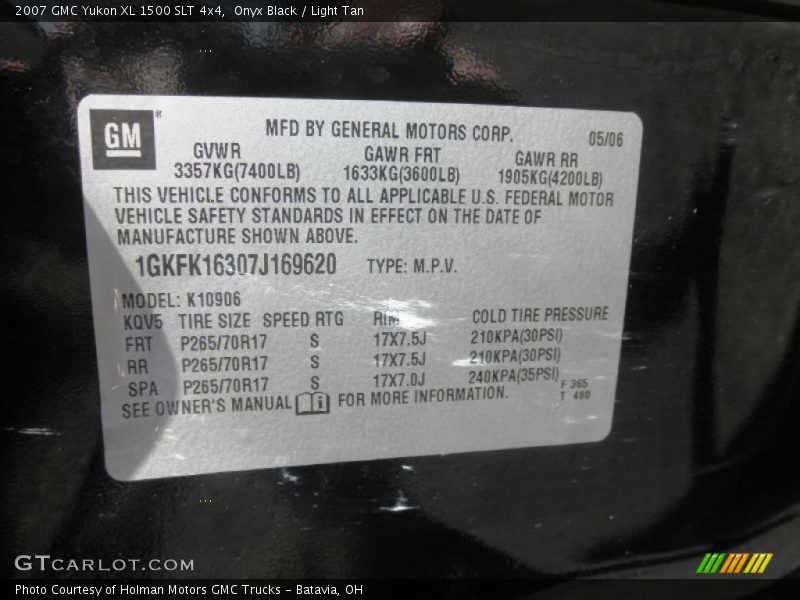 2007 GMC Yukon XL 1500 SLT 4x4, Onyx Black / Light Tan
GM
®
MFD BY GENERAL MOTORS CORP.
05/06
GVWR GAWR FRT GAWR RR
3357KG(7400LB) 1633KG(3600LB) 1905KG(4200LB)
THIS VEHICLE CONFORMS TO ALL APPLICABLE U.S. FEDERAL MOTOR
VEHICLE SAFETY STANDARDS IN EFFECT ON THE DATE OF
MANUFACTURE SHOWN ABOVE.
1GKFK16307J169620 TYPE: M.P.V.
MODEL: K10906
KQV5 TIRE SIZE SPEED RTG RIM COLD TIRE PRESSURE
FRT P265/70R17 S 17X7.5J 210KPA(30PSI)
RR P265/70R17 S 17X7.5J 210KPA(30PSI)
SPA P265/70R17 S 17X7.0J 240KPA(35PSI)
SEE OWNER'S MANUAL i FOR MORE INFORMATION.
F 365
T 480
GTCARLOT.COM
Photo Courtesy of Holman Motors GMC Trucks - Batavia, OH